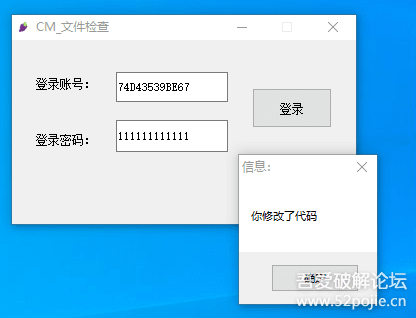 CM_文件检查
登录账号：
74D43539BE67
登录
登录密码：
111111111111
信息：
你修改了代码
吾爱破解论坛
www.52pojie.cn